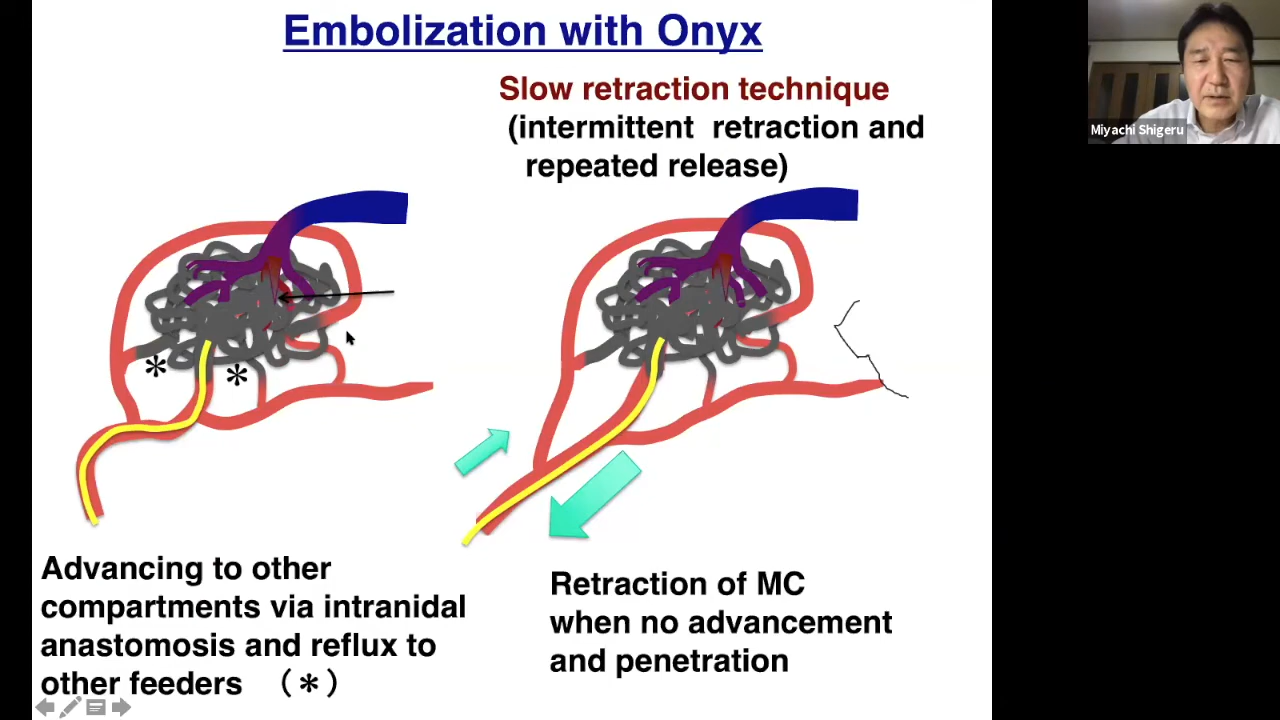 Embolization with Onyx
Slow retraction technique
(intermittent retraction and
repeated release)
Miyachi Shigeru
*
*
Advancing to other
compartments via intranidal
anastomosis and reflux to
other feeders （*）
Retraction of MC
when no advancement
and penetration